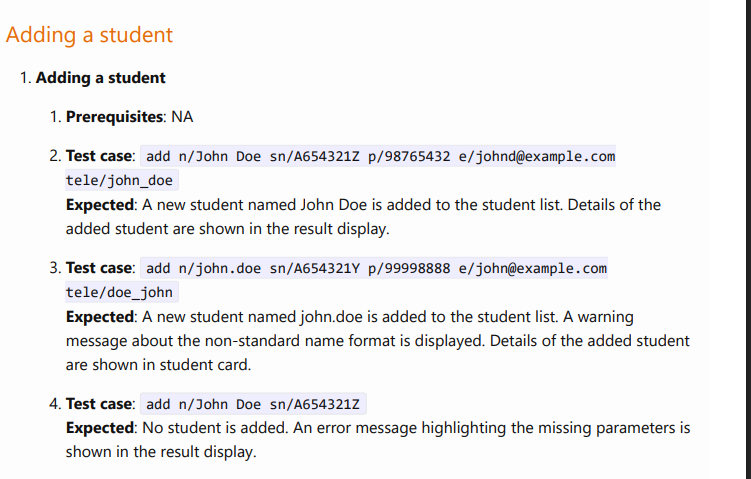 Adding a student
1. Adding a student
1. Prerequisites: NA
2. Test case: add n/John Doe sn/A654321Z p/98765432 e/johnd@example.com
tele/john_doe
Expected: A new student named John Doe is added to the student list. Details of the
added student are shown in the result display.
3. Test case: add n/john.doe sn/A654321Y p/99998888 e/john@example.com
tele/doe_john
Expected: A new student named john.doe is added to the student list. A warning
message about the non-standard name format is displayed. Details of the added student
are shown in student card.
4. Test case: add n/John Doe sn/A654321Z
Expected: No student is added. An error message highlighting the missing parameters is
shown in the result display.